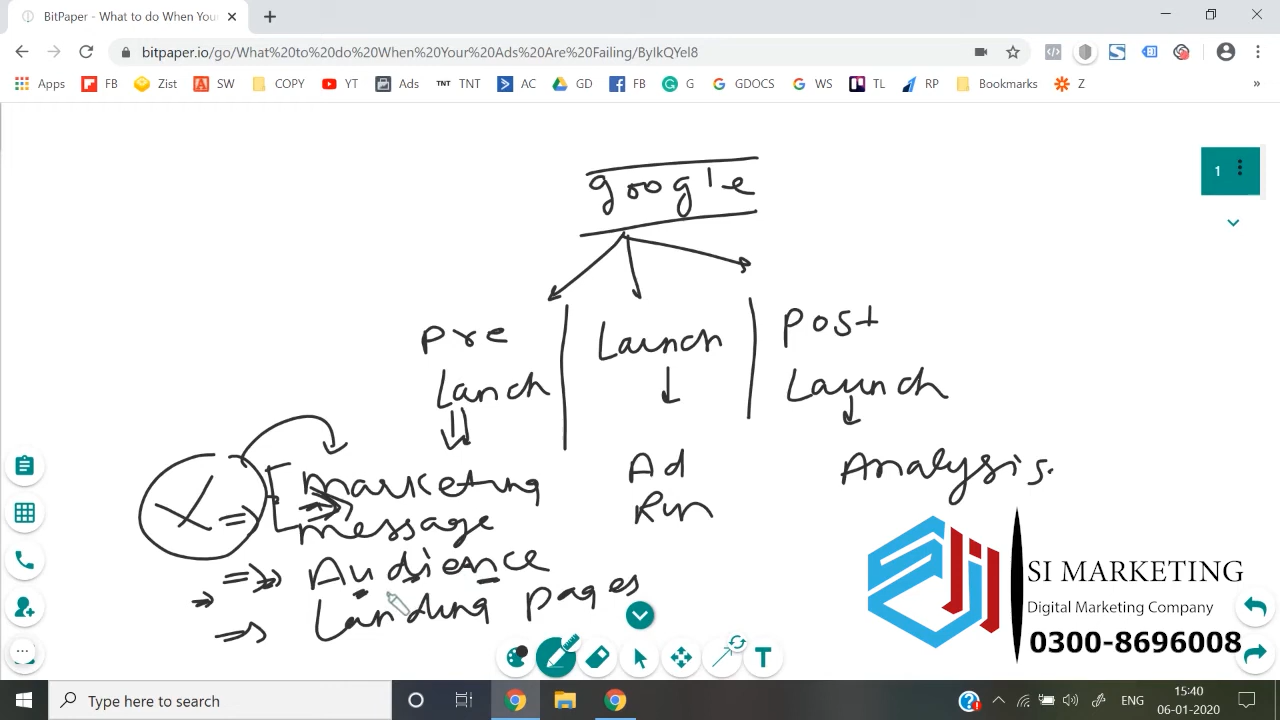 BitPaper - What to do When Your
bitpaper.io/go/What%20to%20do%20When%20Your%20Ads%20Are%20Failing/ByIkQYel8
Apps FB Zist SW COPY YT Ads TNT TNT AC GD FB G GDOCS WS TL RP Bookmarks Z »
1
google
Pre
Lanch
Launch
Post
Launch
marketing
message
Audience
Landing pages
Ad
Run
Analysis.
SI MARKETING
Digital Marketing Company
0300-8696008
T
Type here to search
ENG
15:40
06-01-2020